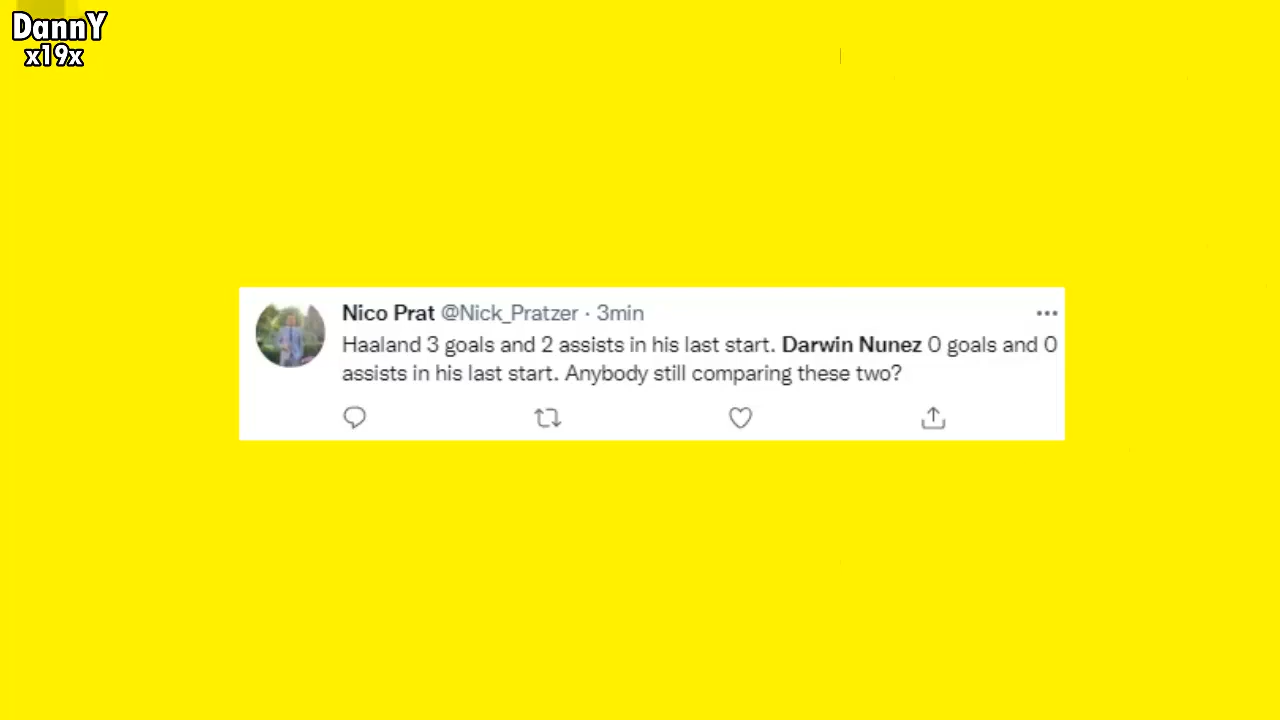 DannY
x19x
Nico Prat @Nick_Pratzer · 3min
Haaland 3 goals and 2 assists in his last start. Darwin Nunez 0 goals and 0
assists in his last start. Anybody still comparing these two?